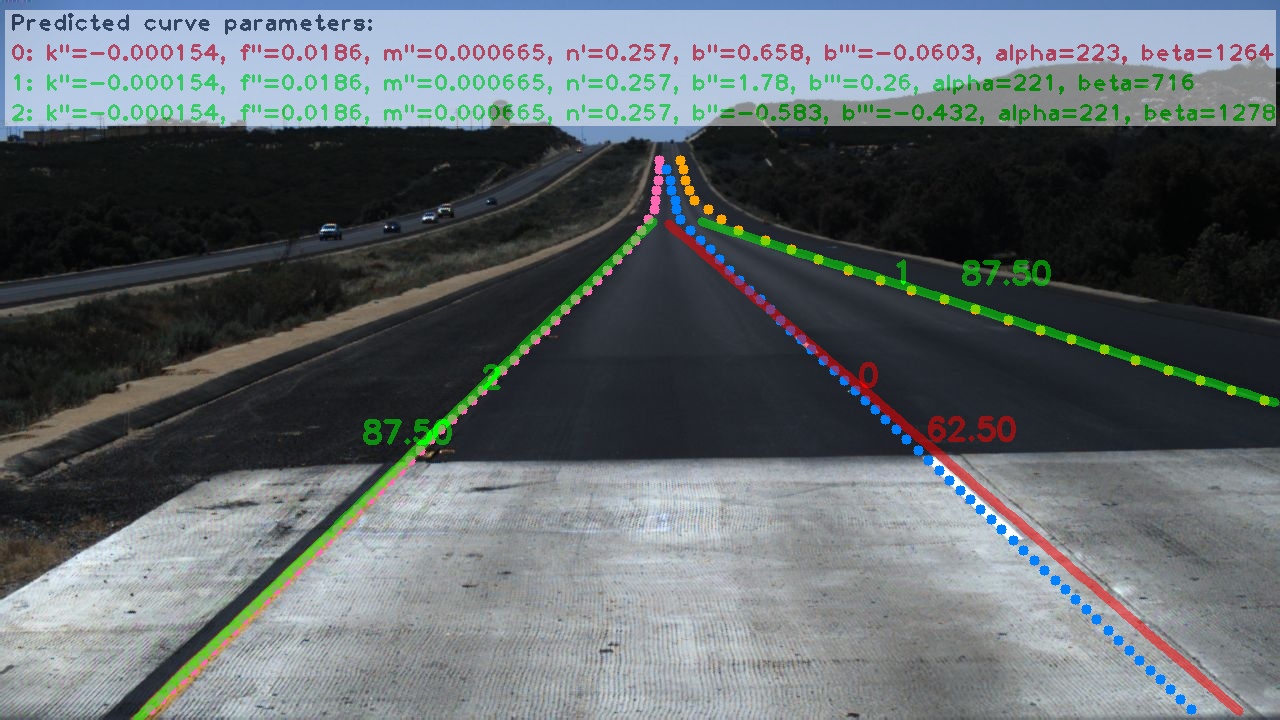 Predicted curve parameters:
0: k"=-0.000154, f"=0.0186, m"=0.000665, n'=0.257, b"=0.658, b'"=-0.0603, alpha=223, beta=1264
1: k"=-0.000154, f"=0.0186, m"=0.000665, n'=0.257, b"=1.78, b'"=0.26, alpha=221, beta=716
2: k"=-0.000154, f"=0.0186, m"=0.000665, n'=0.257, b"=-0.583, b'"=-0.432, alpha=221, beta=1278
1 87.50
2 0
87.50 62.50